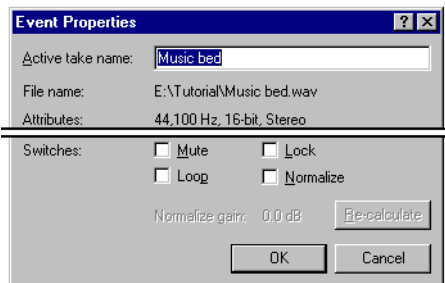 Event Properties
Active take name: Music bed
File name: E:\Tutorial\Music bed.wav
Attributes: 44,100 Hz, 16-bit, Stereo
Switches: Mute Lock
Loop Normalize
Normalize gain: 0,0 dB Re-calculate
OK Cancel